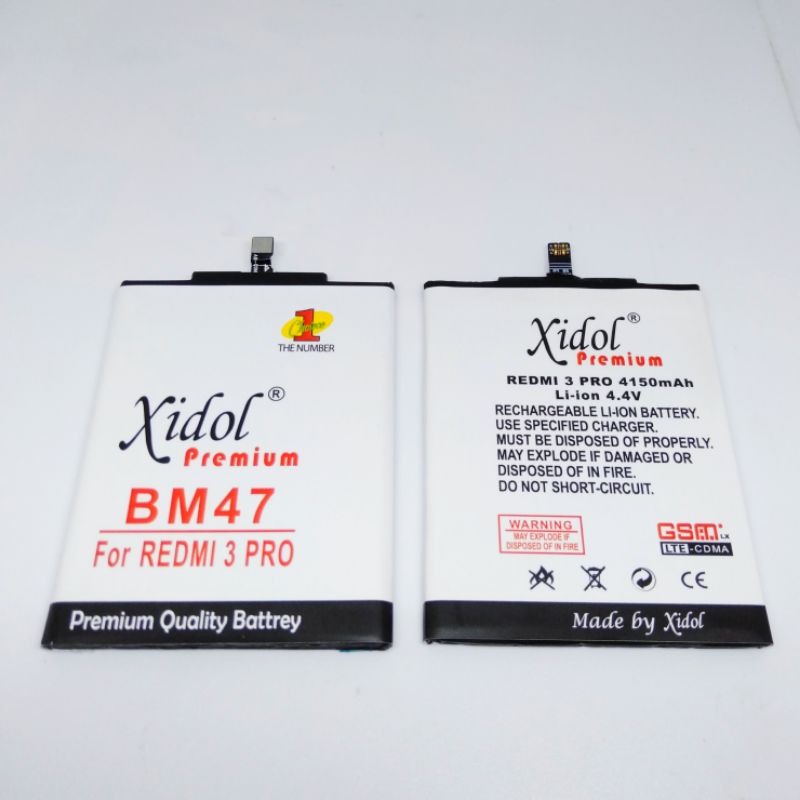 1
Choice
THE NUMBER
Xidol®
Premium
BM47
For REDMI 3 PRO
Premium Quality Battrey
Xidol®
Premium
REDMI 3 PRO 4150mAh
Li-ion 4.4V
RECHARGEABLE LI-ION BATTERY.
USE SPECIFIED CHARGER.
MUST BE DISPOSED OF PROPERLY.
MAY EXPLODE IF DAMAGED OR
DISPOSED OF IN FIRE.
DO NOT SHORT-CIRCUIT.
WARNING
MAY EXPLODE IF
DISPOSED OF IN FIRE
GSM LX
LTE-CDMA
CE
Made by Xidol